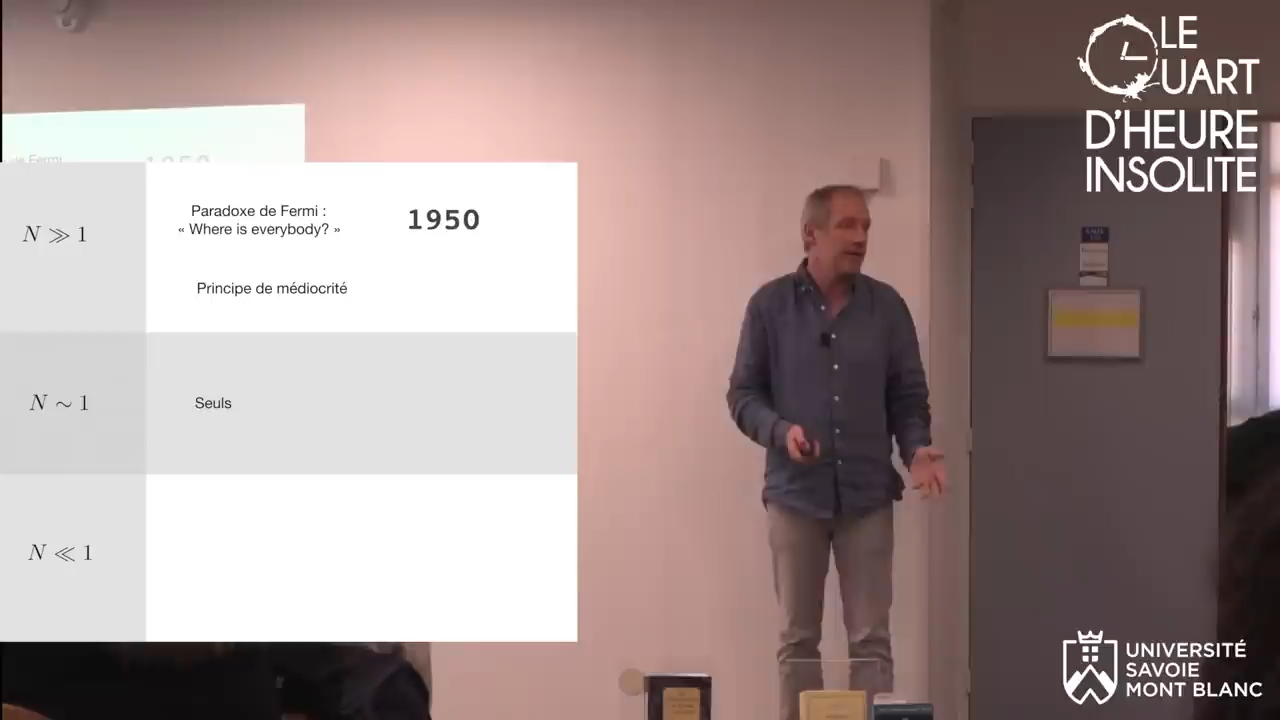 LE
QUART
D'HEURE
INSOLITE
1950
N ≫ 1
Paradoxe de Fermi :
« Where is everybody? »
1950
Principe de médiocrité
N ∼ 1
Seuls
N ≪ 1
UNIVERSITÉ
SAVOIE
MONT BLANC